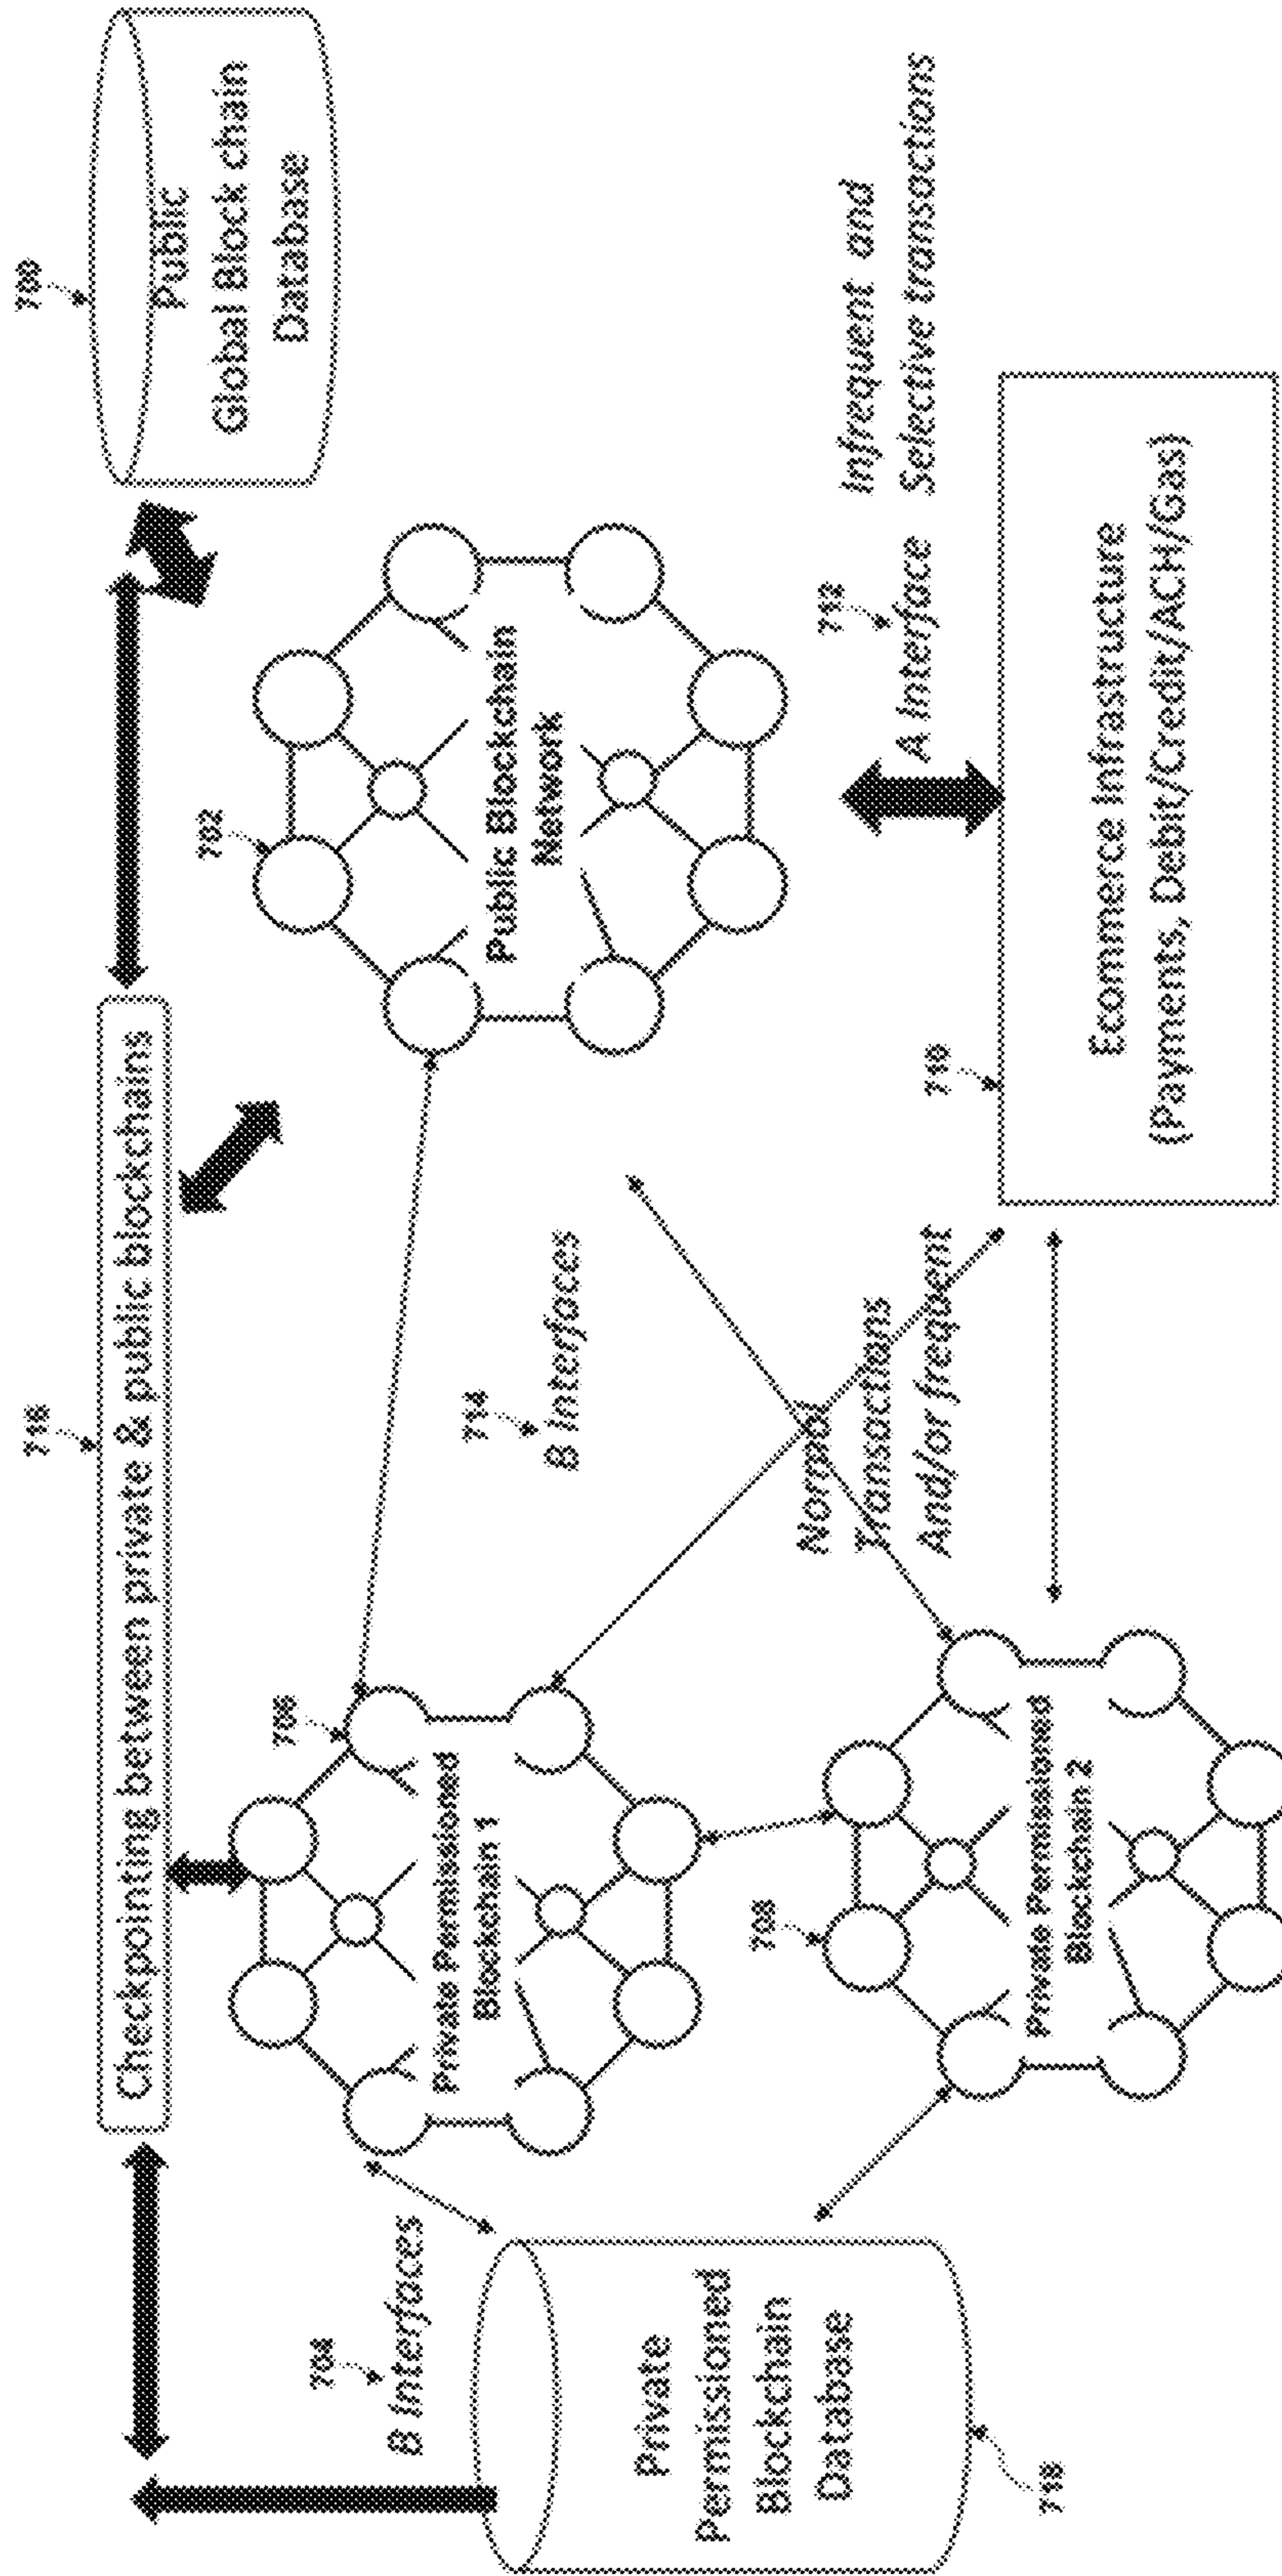 716
Checkpointing between private & public blockchains
700
Public
Global Block chain
Database
702
Public Blockchain
Network
704
B Interfaces
706
Private Permissioned
Blockchain 1
714
B Interfaces
708
Private Permissioned
Blockchain 2
Normal
Transactions
And/or frequent
712
A Interface
Infrequent and
Selective transactions
710
Ecommerce Infrastructure
(Payments, Debit/Credit/ACH/Gas)
Private
Permissioned
Blockchain
Database
718